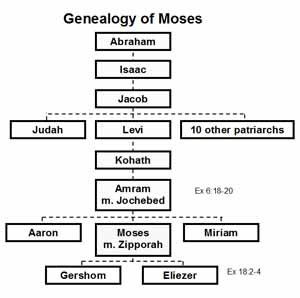 Genealogy of Moses
Abraham
Isaac
Jacob
Judah
Levi
10 other patriarchs
Kohath
Amram
m. Jochebed
Ex 6:18-20
Aaron
Moses
m. Zipporah
Miriam
Gershom
Eliezer
Ex 18:2-4